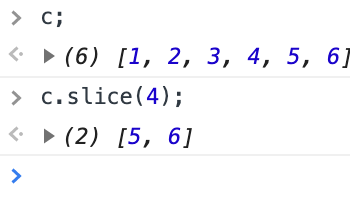 c;
(6) [1, 2, 3, 4, 5, 6]
c.slice(4);
(2) [5, 6]